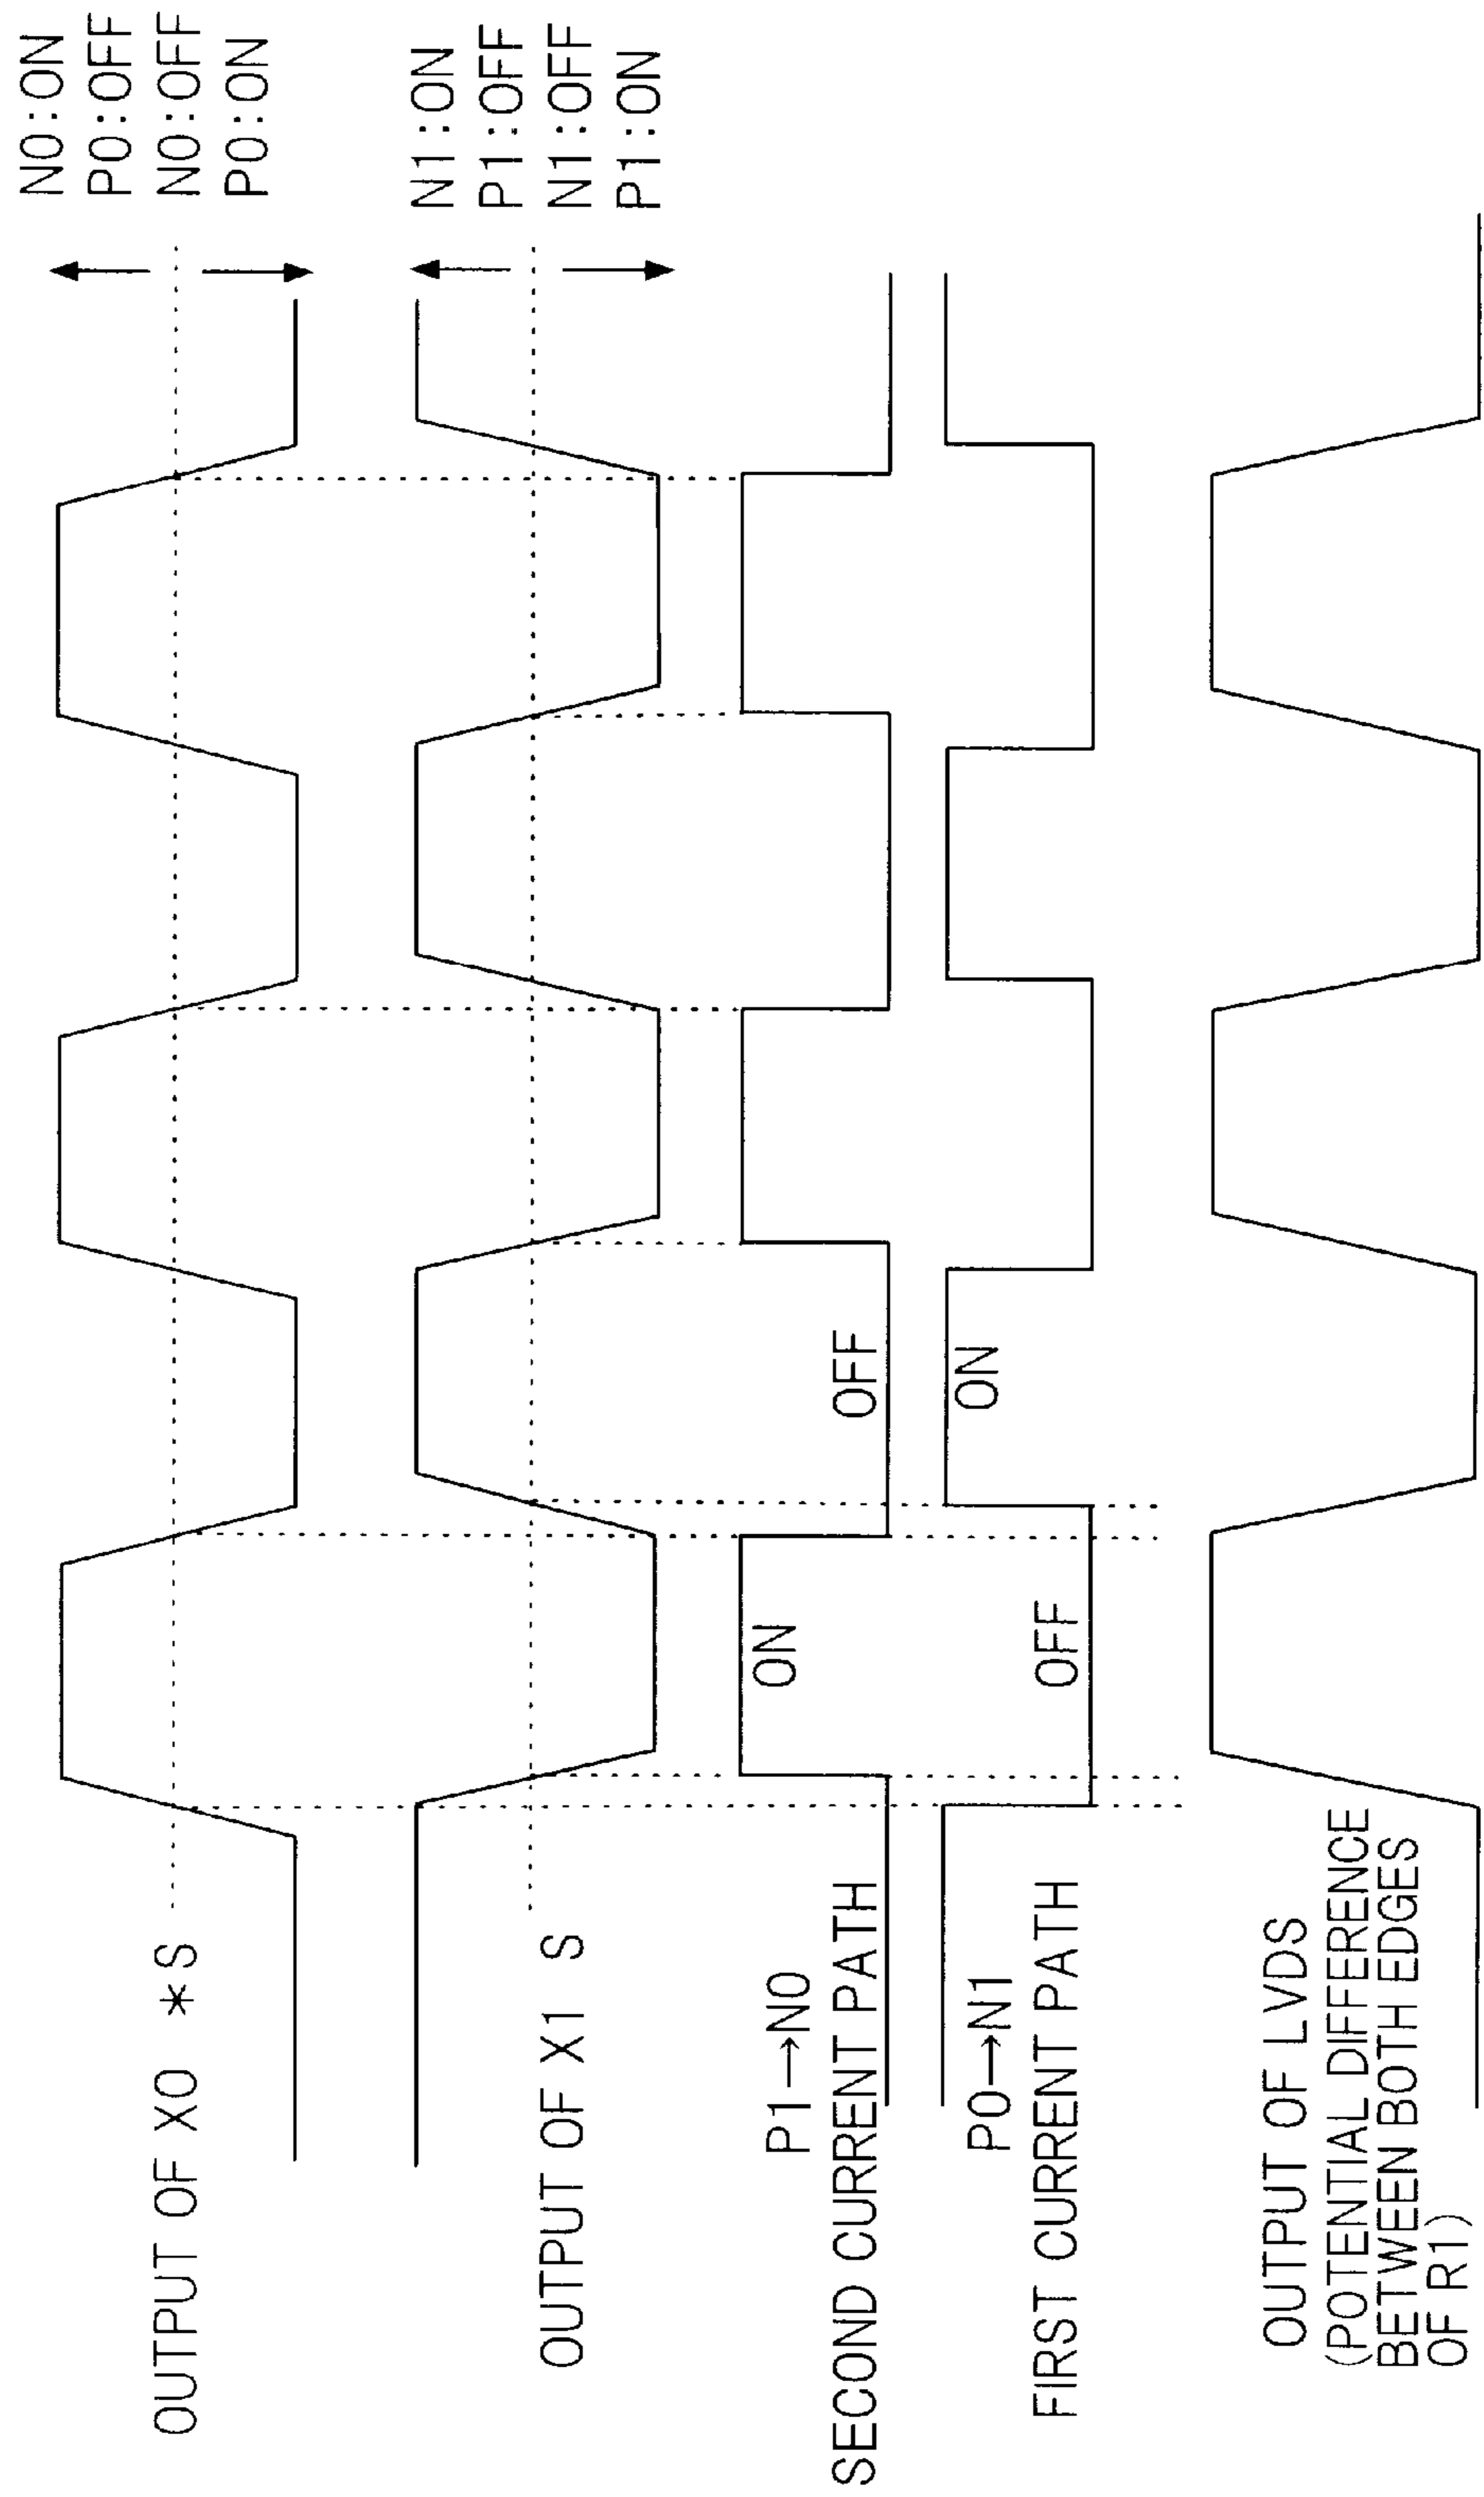 OUTPUT OF X0 *S
N0:ON
P0:OFF
N0:OFF
P0:ON
OUTPUT OF X1 S
N1:ON
P1:OFF
N1:OFF
P1:ON
P1→N0
SECOND CURRENT PATH
ON
OFF
P0→N1
FIRST CURRENT PATH
OFF
ON
OUTPUT OF LVDS
(POTENTIAL DIFFERENCE
BETWEEN BOTH EDGES
OF R1)